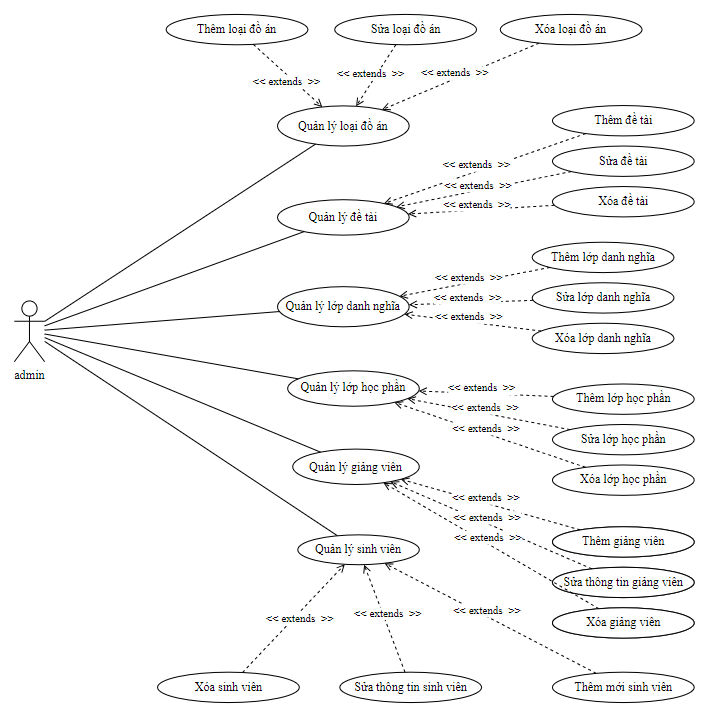 Thêm loại đồ án
Sửa loại đồ án
Xóa loại đồ án
<< extends >>
<< extends >>
<< extends >>
Quản lý loại đồ án
Thêm đề tài
<< extends >>
Sửa đề tài
<< extends >>
Xóa đề tài
<< extends >>
Quản lý đề tài
Thêm lớp danh nghĩa
<< extends >>
Sửa lớp danh nghĩa
<< extends >>
Quản lý lớp danh nghĩa
<< extends >>
Xóa lớp danh nghĩa
admin
Quản lý lớp học phần
<< extends >>
Thêm lớp học phần
<< extends >>
<< extends >>
Sửa lớp học phần
Quản lý giảng viên
Xóa lớp học phần
<< extends >>
<< extends >>
<< extends >>
Thêm giảng viên
Quản lý sinh viên
Sửa thông tin giảng viên
<< extends >>
<< extends >>
<< extends >>
Xóa giảng viên
Xóa sinh viên
Sửa thông tin sinh viên
Thêm mới sinh viên